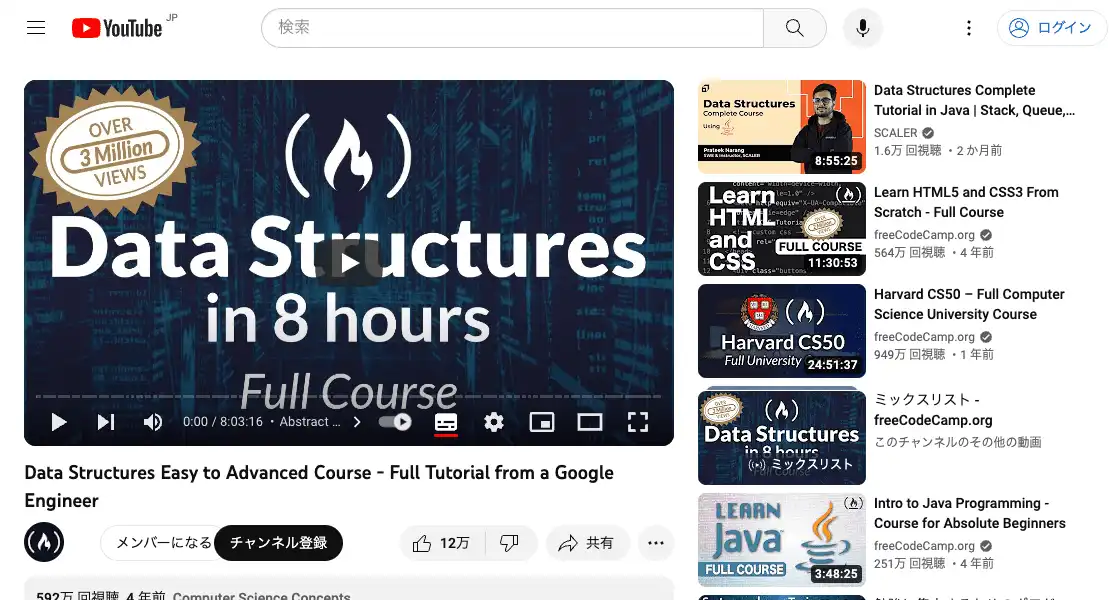 YouTube JP
検索
ログイン
OVER
3 Million
VIEWS
Data Structures
in 8 hours
Full Course
0:00 / 8:03:16 ・ Abstract ...
Data Structures Easy to Advanced Course - Full Tutorial from a Google
Engineer
メンバーになる
チャンネル登録
12万
共有
592万 回視聴 4 年前 Computer Science Concepts
Data Structures
Complete Course
Using
Prateek Narang
SWE & Instructor, SCALER
8:55:25
Data Structures Complete
Tutorial in Java | Stack, Queue,...
SCALER
1.6万 回視聴 ・2 か月前
Learn
HTML
and
CSS
FULL COURSE
11:30:53
Learn HTML5 and CSS3 From
Scratch - Full Course
freeCodeCamp.org
564万 回視聴 ・4 年前
Harvard CS50
Full University
24:51:37
Harvard CS50 – Full Computer
Science University Course
freeCodeCamp.org
949万 回視聴 ・1 年前
Data Structures
in 8 hours
ミックスリスト
ミックスリスト -
freeCodeCamp.org
このチャンネルのその他の動画
LEARN
Java
FULL COURSE
3:48:25
Intro to Java Programming -
Course for Absolute Beginners
freeCodeCamp.org
251万 回視聴 ・4 年前